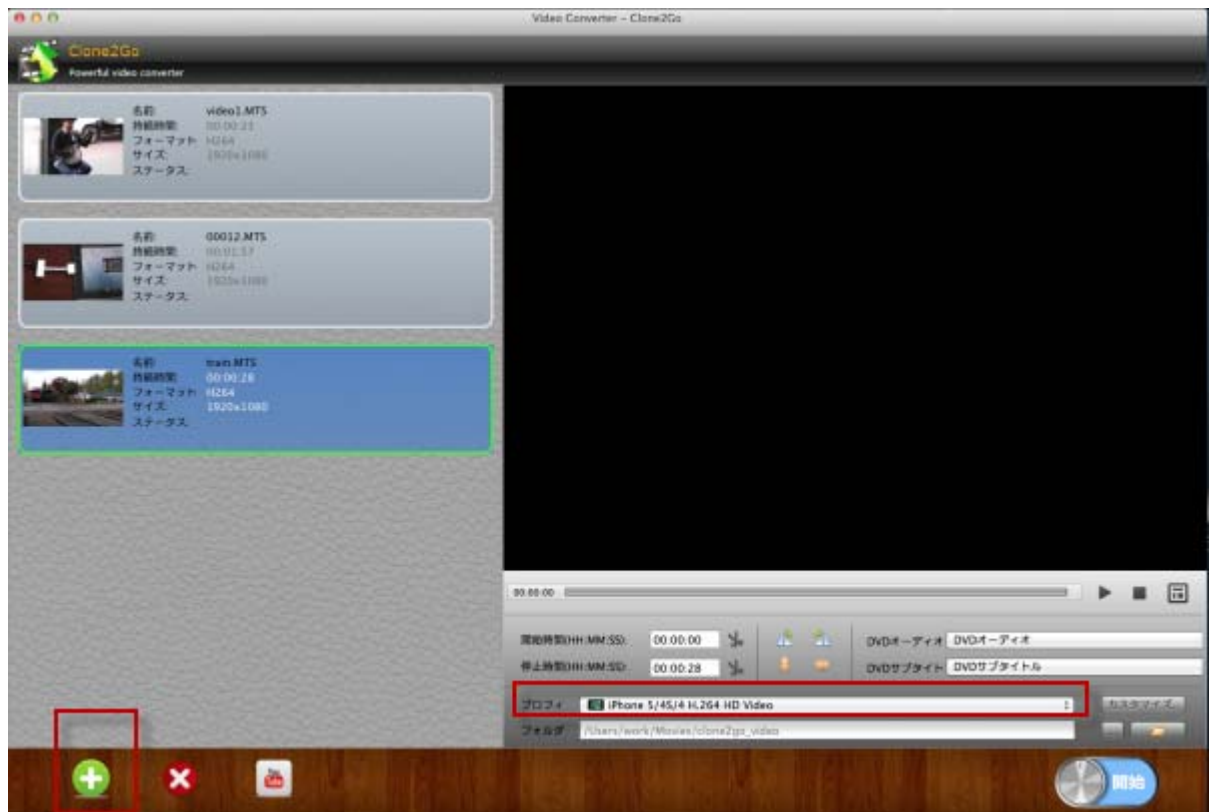 Video Converter - Clone2Go
Clone2Go
Powerful video converter
名前: video1.MTS
持続時間: 00:00:21
フォーマット H264
サイズ: 1920x1080
ステータス:
名前: 00012.MTS
持続時間: 00:01:37
フォーマット H264
サイズ: 1920x1080
ステータス:
名前: train.MTS
持続時間: 00:00:28
フォーマット H264
サイズ: 1920x1080
ステータス:
00:00:00
開始時間(HH:MM:SS): 00:00:00 DVDオーディオ DVDオーディオ
停止時間(HH:MM:SS): 00:00:28 DVDサブタイト DVDサブタイトル
プロフィ iPhone 5/4S/4 H.264 HD Video カスタマイズ
フォルダ /Users/work/Movies/clone2go_video
You Tube 開始